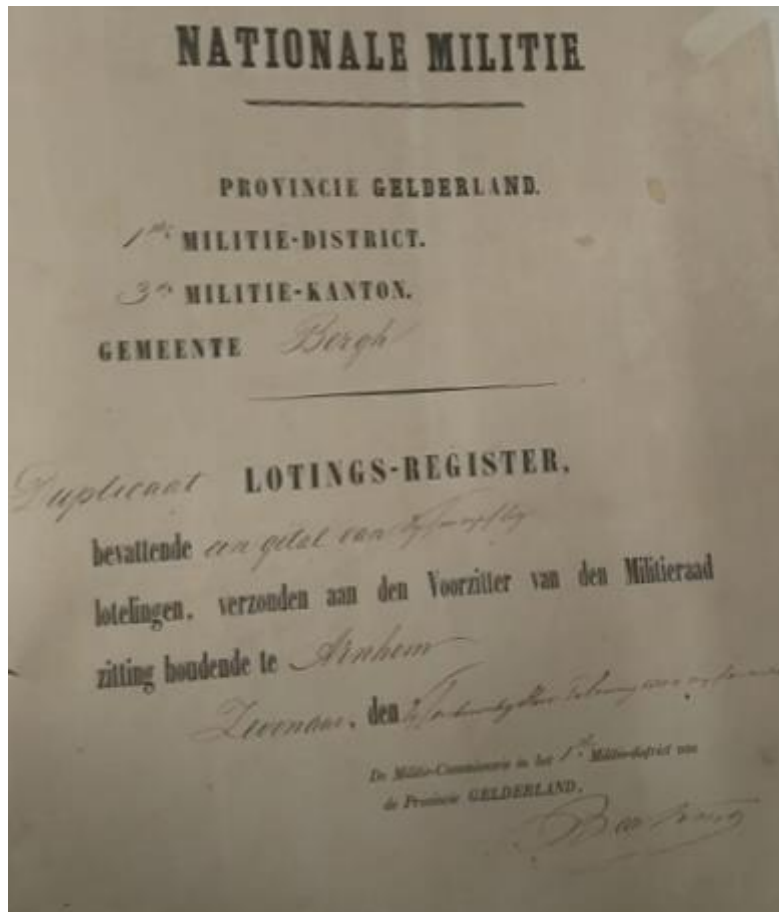 NATIONALE MILITIE
PROVINCIE GELDERLAND.
1ste MILITIE-DISTRICT.
3de MILITIE-KANTON.
GEMEENTE Bergh
Duplicaat LOTINGS-REGISTER,
bevattende een getal van
lotelingen, verzonden aan den Voorzitter van den Militieraad
zitting houdende te Arnhem
Zevenaar, den
De Militie-Commissaris in het 1ste Militie-district van
de Provincie GELDERLAND,